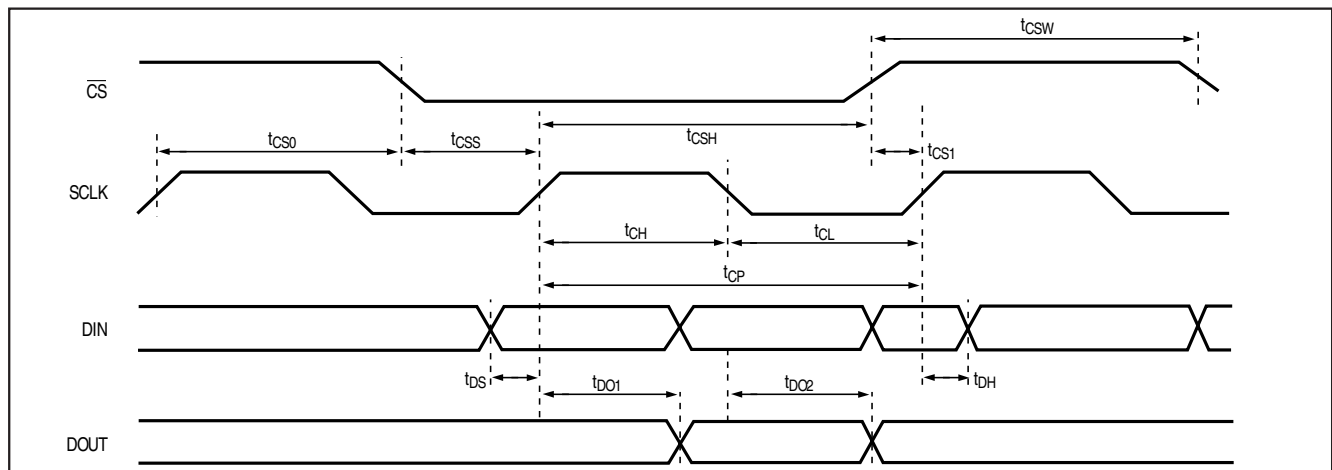 tCSW
CS
tCS0
tCSS
tCSH
tCS1
SCLK
tCH
tCL
tCP
DIN
tDS
tDO1
tDO2
tDH
DOUT